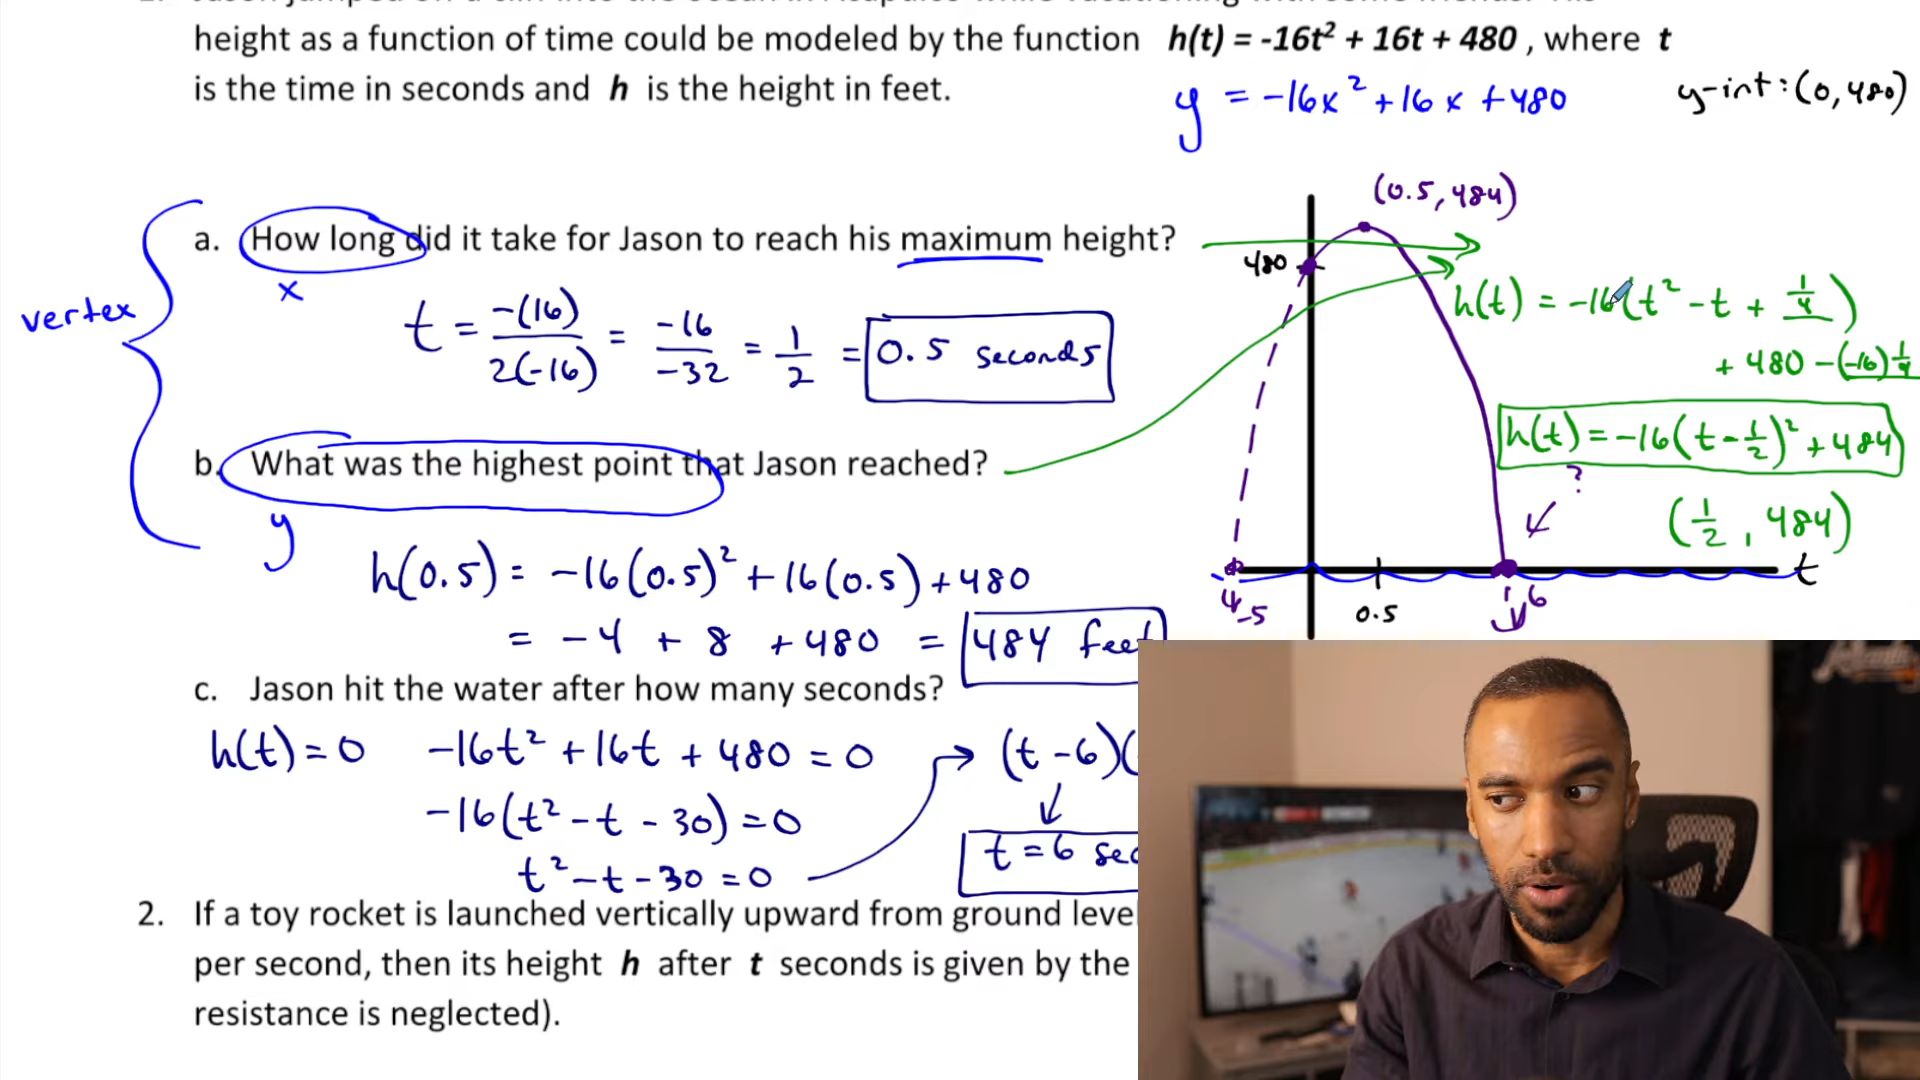 height as a function of time could be modeled by the function h(t) = -16t² + 16t + 480 , where t
is the time in seconds and h is the height in feet.
y = -16x² + 16x + 480
y-int: (0, 480)
(0.5, 484)
vertex
a. How long did it take for Jason to reach his maximum height?
x
480
t = -(16) / 2(-16) = -16 / -32 = 1/2 = 0.5 seconds
h(t) = -16(t² - t + 1/4)
+ 480 - (-16) 1/4
h(t) = -16(t - 1/2)² + 484
b. What was the highest point that Jason reached?
y
?
(1/2, 484)
h(0.5) = -16(0.5)² + 16(0.5) + 480
t
-5
0.5
6
= -4 + 8 + 480 = 484 feet
c. Jason hit the water after how many seconds?
h(t) = 0 -16t² + 16t + 480 = 0
(t - 6)(
-16(t² - t - 30) = 0
t = 6 sec
t² - t - 30 = 0
2. If a toy rocket is launched vertically upward from ground level
per second, then its height h after t seconds is given by the
resistance is neglected).